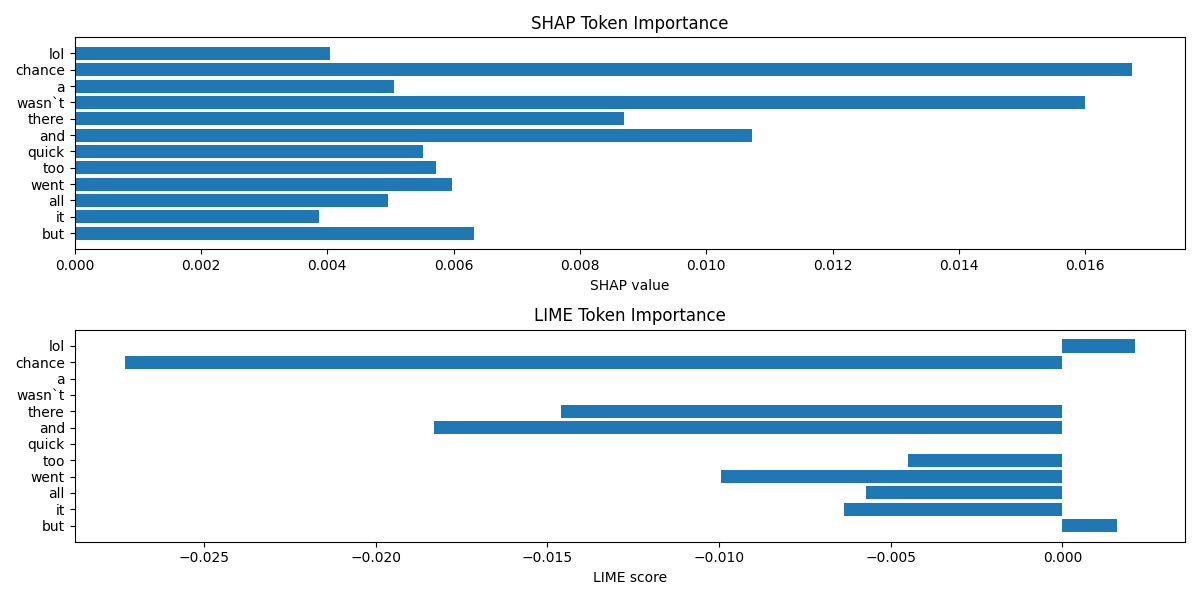 SHAP Token Importance
lol
chance
a
wasn`t
there
and
quick
too
went
all
it
but
0.000 0.002 0.004 0.006 0.008 0.010 0.012 0.014 0.016
SHAP value
LIME Token Importance
lol
chance
a
wasn`t
there
and
quick
too
went
all
it
but
−0.025 −0.020 −0.015 −0.010 −0.005 0.000
LIME score